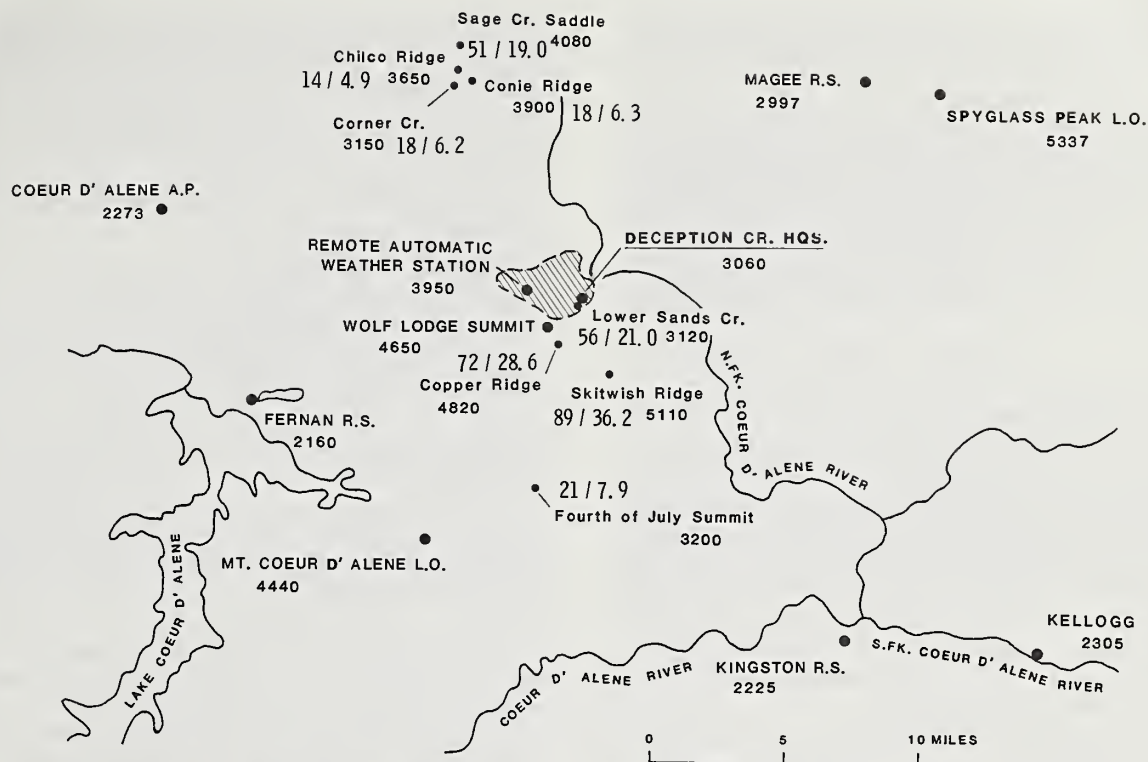 Sage Cr. Saddle
51 / 19.0 4080
Chilco Ridge
14 / 4.9 3650
Conie Ridge
3900
18 / 6.3
Corner Cr.
3150 18 / 6.2
MAGEE R.S.
2997
SPYGLASS PEAK L.O.
5337
COEUR D' ALENE A.P.
2273
REMOTE AUTOMATIC
WEATHER STATION
3950
DECEPTION CR. HQS.
3060
WOLF LODGE SUMMIT
4650
Lower Sands Cr.
56 / 21.0 3120
72 / 28.6
Copper Ridge
4820
Skitwish Ridge
89 / 36.2 5110
N.FK. COEUR D' ALENE RIVER
FERNAN R.S.
2160
21 / 7.9
Fourth of July Summit
3200
MT. COEUR D' ALENE L.O.
4440
LAKE COEUR D' ALENE
KELLOGG
2305
KINGSTON R.S.
2225
S.FK. COEUR D' ALENE RIVER
COEUR D' ALENE RIVER
0 5 10 MILES